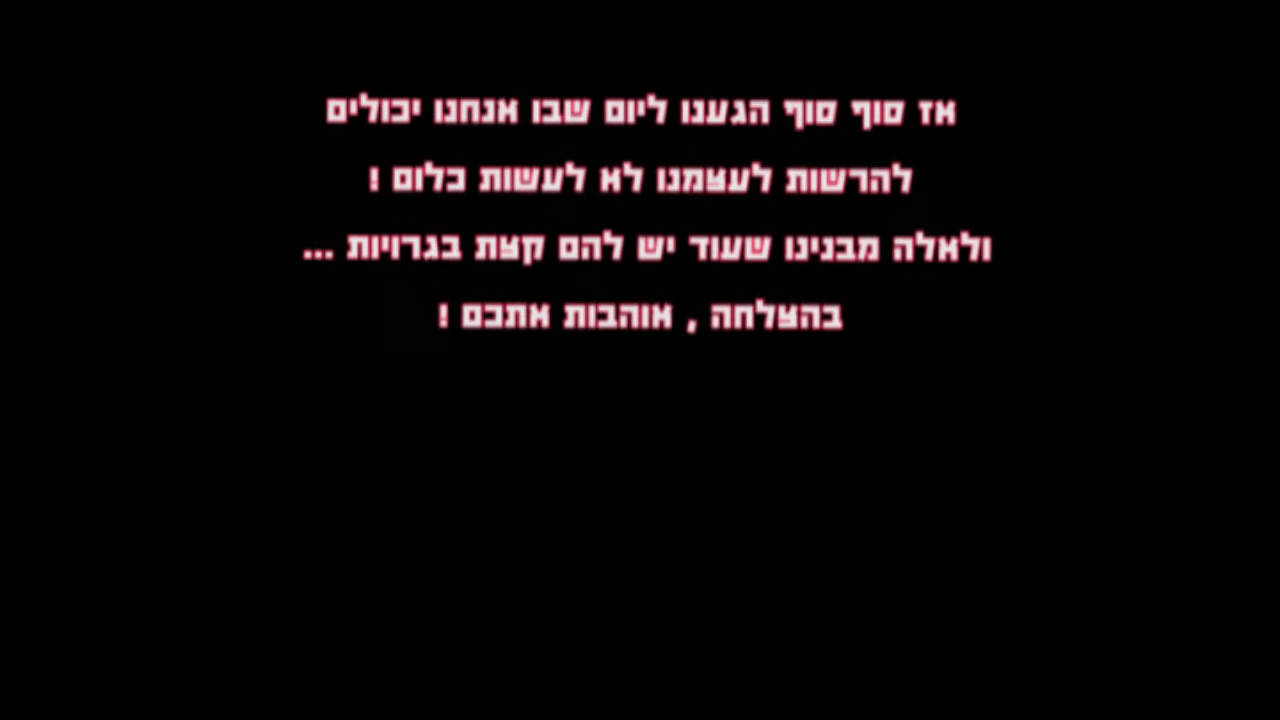 אז סוף סוף הגענו ליום שבו אנחנו יכולים
להרשות לעצמנו לא לעשות כלום !
ולאלה מבנינו שעוד יש להם קצת בגרויות ...
בהצלחה , אוהבות אתכם !